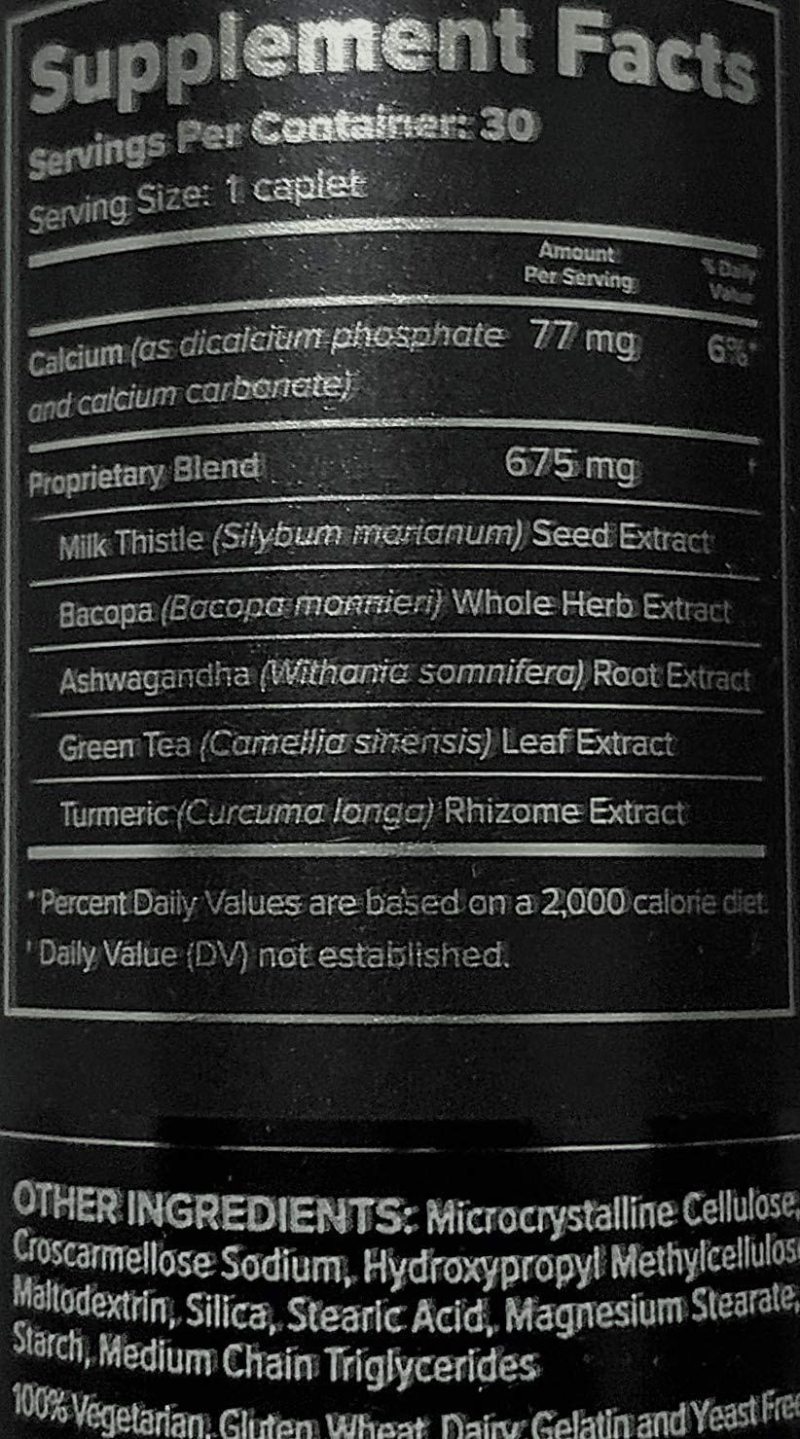 Supplement Facts
Servings Per Container: 30
Serving Size: 1 caplet
Amount
Per Serving
% Daily
Value
Calcium (as dicalcium phosphate 77 mg 6%*
and calcium carbonate)
Proprietary Blend 675 mg †
Milk Thistle (Silybum marianum) Seed Extract
Bacopa (Bacopa monnieri) Whole Herb Extract
Ashwagandha (Withania somnifera) Root Extract
Green Tea (Camellia sinensis) Leaf Extract
Turmeric (Curcuma longa) Rhizome Extract
* Percent Daily Values are based on a 2,000 calorie diet.
† Daily Value (DV) not established.
OTHER INGREDIENTS: Microcrystalline Cellulose,
Croscarmellose Sodium, Hydroxypropyl Methylcellulos
Maltodextrin, Silica, Stearic Acid, Magnesium Stearate,
Starch, Medium Chain Triglycerides
100% Vegetarian, Gluten, Wheat, Dairy, Gelatin and Yeast Free